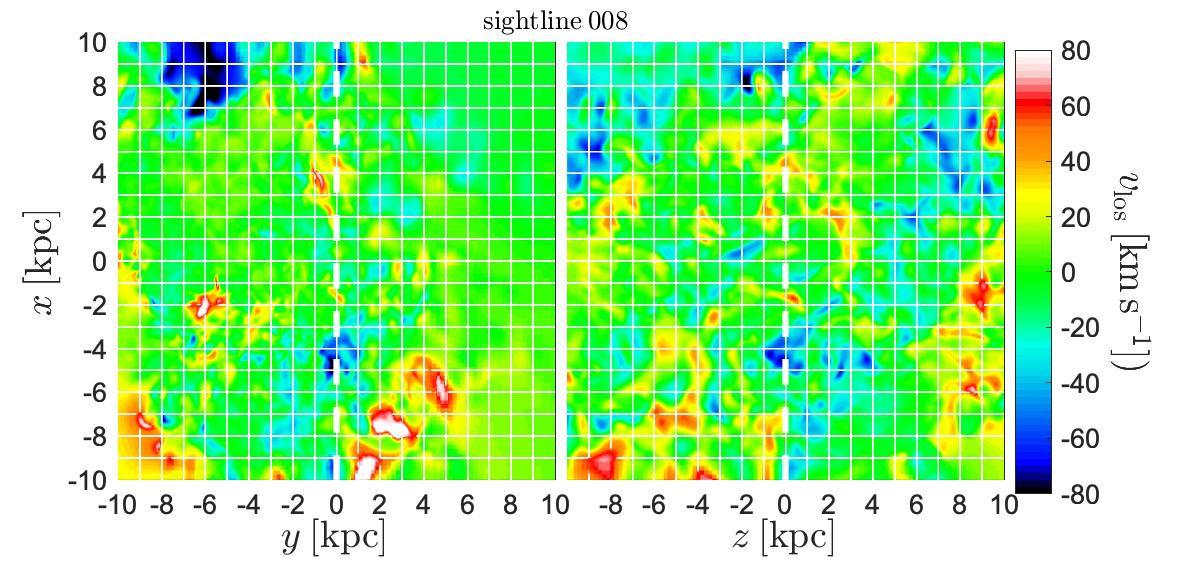 sightline 008
10
8
6
4
2
0
-2
-4
-6
-8
-10
x [kpc]
-10 -8 -6 -4 -2 0 2 4 6 8 10
y [kpc]
-8 -6 -4 -2 0 2 4 6 8 10
z [kpc]
80
60
40
20
0
-20
-40
-60
-80
v_los [km s⁻¹])